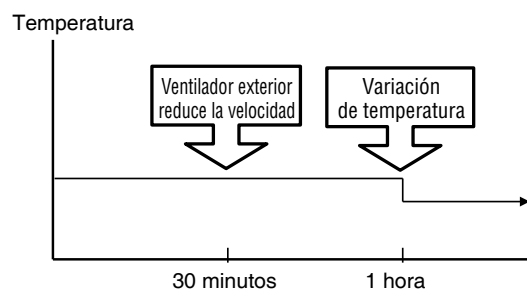 Temperatura
Ventilador exterior
reduce la velocidad
Variación
de temperatura
30 minutos
1 hora